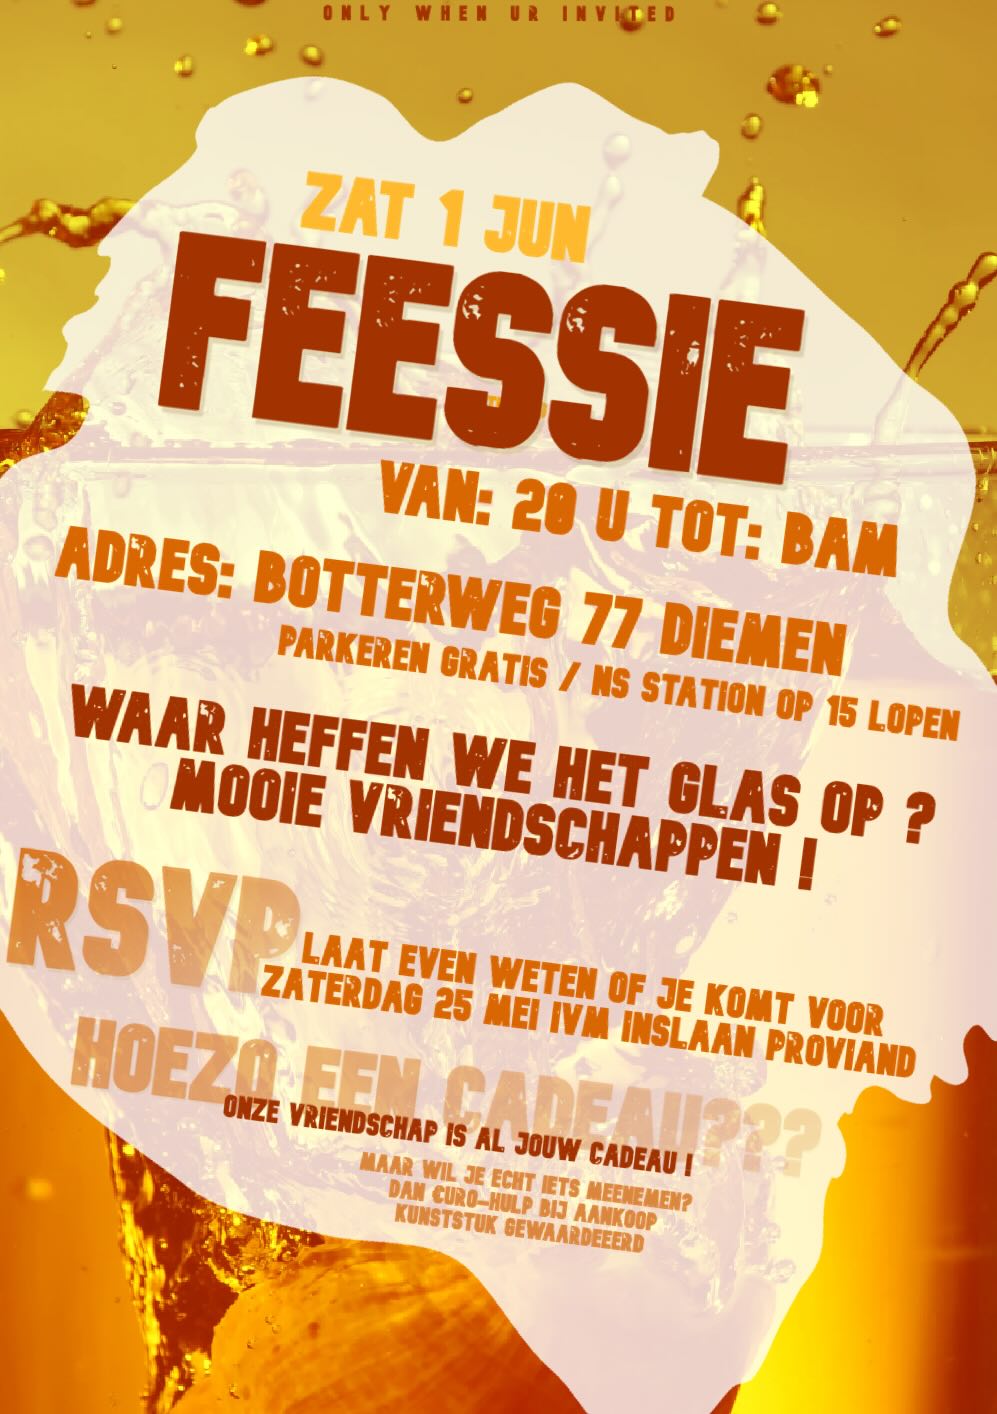 ONLY WHEN UR INVITED
ZAT 1 JUN
FEESSIE
VAN: 20 U TOT: BAM
ADRES: BOTTERWEG 77 DIEMEN
PARKEREN GRATIS / NS STATION OP 15 LOPEN
WAAR HEFFEN WE HET GLAS OP ?
MOOIE VRIENDSCHAPPEN !
RSVP
LAAT EVEN WETEN OF JE KOMT VOOR
ZATERDAG 25 MEI IVM INSLAAN PROVIAND
HOEZO EEN CADEAU???
ONZE VRIENDSCHAP IS AL JOUW CADEAU !
MAAR WIL JE ECHT IETS MEENEMEN?
DAN €URO-HULP BIJ AANKOOP
KUNSTSTUK GEWAARDEEERD